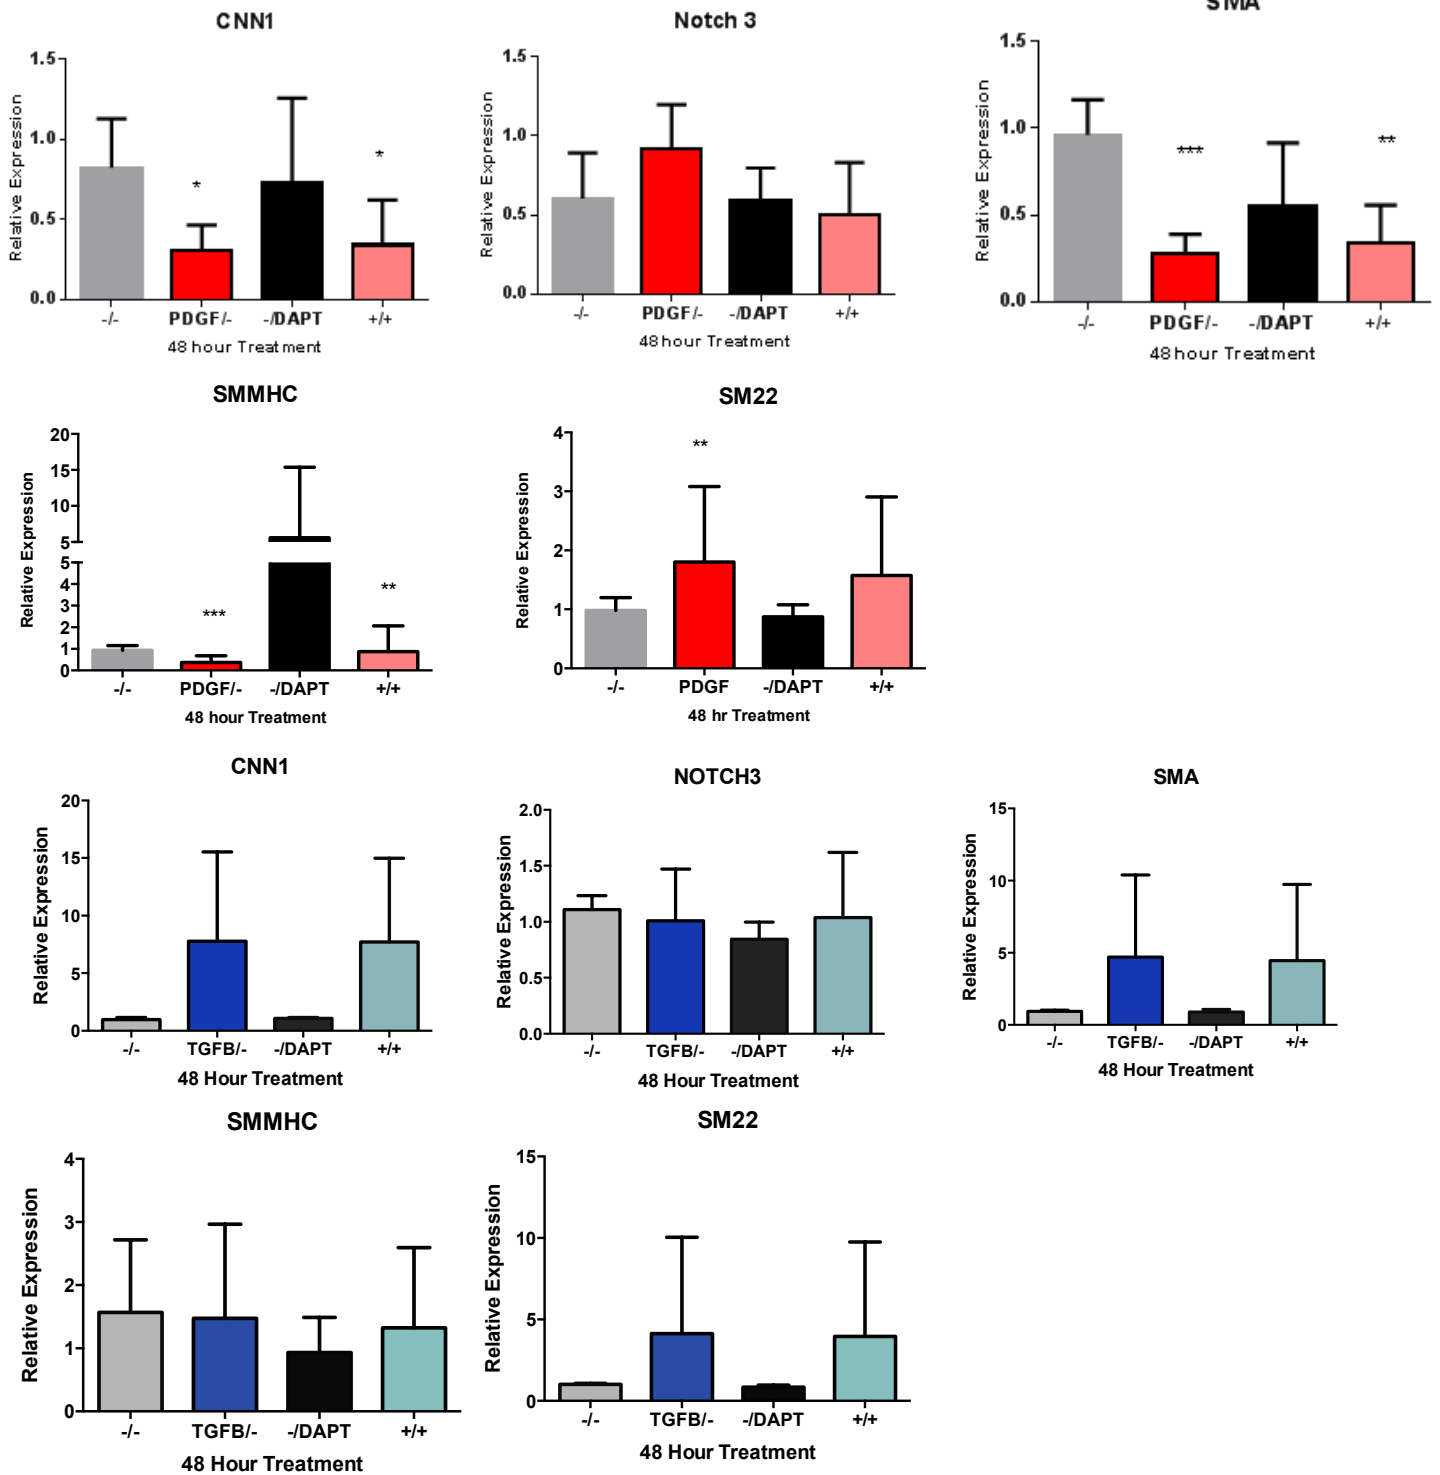 CNN1
Relative Expression
1.5
1.0
0.5
0.0
*
*
-/-
PDGF/-
-/DAPT
+/+
48 hour Treatment
Notch 3
Relative Expression
1.5
1.0
0.5
0.0
-/-
PDGF/-
-/DAPT
+/+
48 hour Treatment
SMA
Relative Expression
1.5
1.0
0.5
0.0
***
**
-/-
PDGF/-
-/DAPT
+/+
48 hour Treatment
SMMHC
Relative Expression
20
15
10
5
5
4
3
2
1
0
***
**
-/-
PDGF/-
-/DAPT
+/+
48 hour Treatment
SM22
Relative Expression
4
3
2
1
0
**
-/-
PDGF
-/DAPT
+/+
48 hr Treatment
CNN1
Relative Expression
20
15
10
5
0
-/-
TGFB/-
-/DAPT
+/+
48 Hour Treatment
NOTCH3
Relative Expression
2.0
1.5
1.0
0.5
0.0
-/-
TGFB/-
-/DAPT
+/+
48 Hour Treatment
SMA
Relative Expression
15
10
5
0
-/-
TGFB/-
-/DAPT
+/+
48 Hour Treatment
SMMHC
Relative Expression
4
3
2
1
0
-/-
TGFB/-
-/DAPT
+/+
48 Hour Treatment
SM22
Relative Expression
15
10
5
0
-/-
TGFB/-
-/DAPT
+/+
48 Hour Treatment